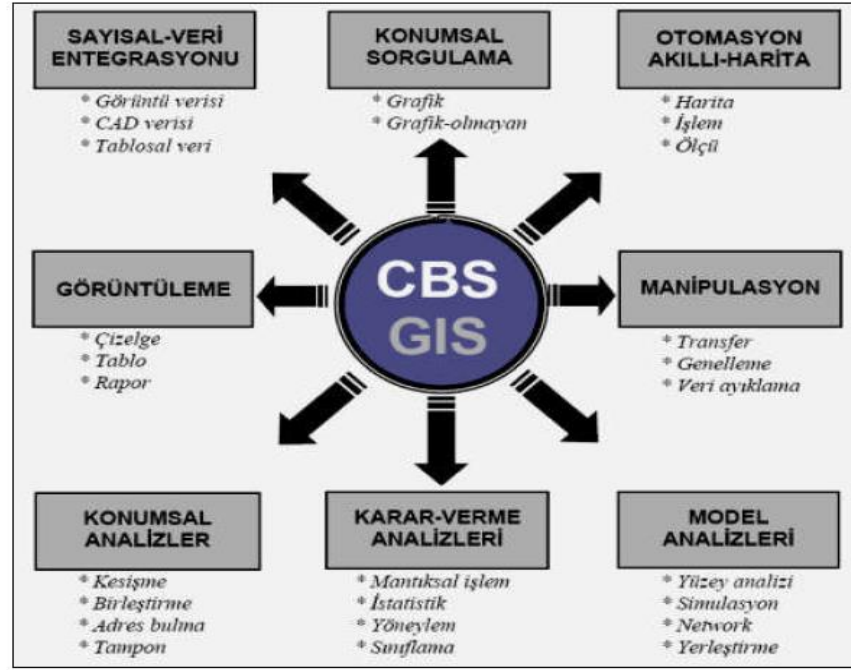 SAYISAL-VERİ
ENTEGRASYONU
* Görüntü verisi
* CAD verisi
* Tablosal veri
KONUMSAL
SORGULAMA
* Grafik
* Grafik-olmayan
OTOMASYON
AKILLI-HARİTA
* Harita
* İşlem
* Ölçü
GÖRÜNTÜLEME
* Çizelge
* Tablo
* Rapor
CBS
GIS
MANİPULASYON
* Transfer
* Genelleme
* Veri ayıklama
KONUMSAL
ANALİZLER
* Kesişme
* Birleştirme
* Adres bulma
* Tampon
KARAR-VERME
ANALİZLERİ
* Mantıksal işlem
* İstatistik
* Yöneylem
* Sınıflama
MODEL
ANALİZLERİ
* Yüzey analizi
* Simulasyon
* Network
* Yerleştirme